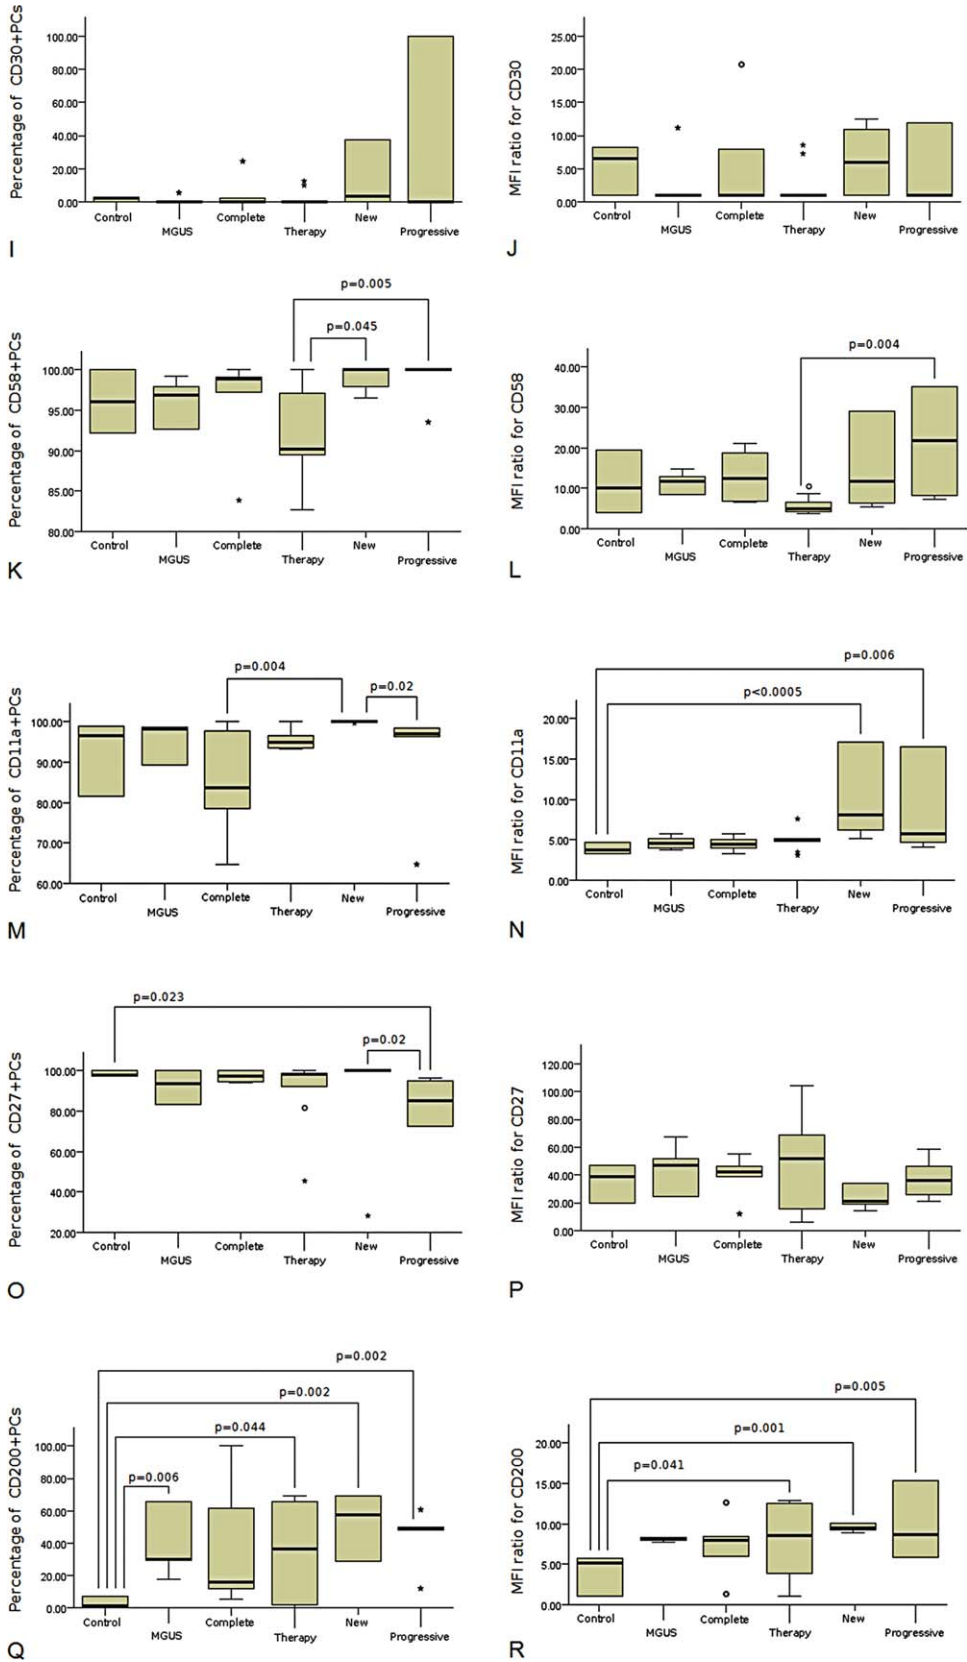 Percentage of CD30+PCs
100.00
80.00
60.00
40.00
20.00
0.00
Control
MGUS
Complete
Therapy
New
Progressive
I
MFI ratio for CD30
25.00
20.00
15.00
10.00
5.00
0.00
Control
MGUS
Complete
Therapy
New
Progressive
J
Percentage of CD58+PCs
p=0.005
p=0.045
100.00
95.00
90.00
85.00
80.00
Control
MGUS
Complete
Therapy
New
Progressive
K
MFI ratio for CD58
p=0.004
40.00
30.00
20.00
10.00
0.00
Control
MGUS
Complete
Therapy
New
Progressive
L
Percentage of CD11a+PCs
p=0.004
p=0.02
100.00
90.00
80.00
70.00
60.00
Control
MGUS
Complete
Therapy
New
Progressive
M
MFI ratio for CD11a
p=0.006
p<0.0005
20.00
15.00
10.00
5.00
0.00
Control
MGUS
Complete
Therapy
New
Progressive
N
Percentage of CD27+PCs
p=0.023
p=0.02
100.00
80.00
60.00
40.00
20.00
Control
MGUS
Complete
Therapy
New
Progressive
O
MFI ratio for CD27
120.00
100.00
80.00
60.00
40.00
20.00
0.00
Control
MGUS
Complete
Therapy
New
Progressive
P
Percentage of CD200+PCs
p=0.002
p=0.002
p=0.044
p=0.006
100.00
80.00
60.00
40.00
20.00
0.00
Control
MGUS
Complete
Therapy
New
Progressive
Q
MFI ratio for CD200
p=0.005
p=0.001
p=0.041
20.00
15.00
10.00
5.00
0.00
Control
MGUS
Complete
Therapy
New
Progressive
R